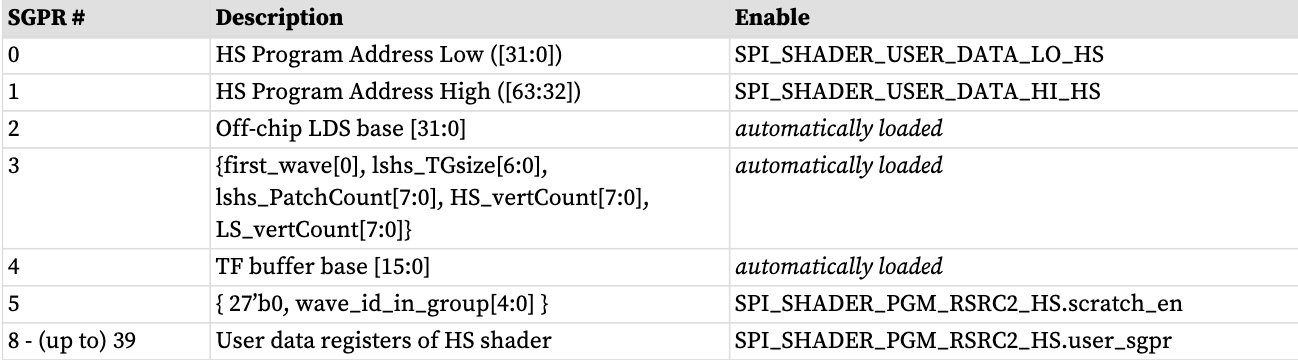 SGPR # Description Enable
0 HS Program Address Low ([31:0]) SPI_SHADER_USER_DATA_LO_HS
1 HS Program Address High ([63:32]) SPI_SHADER_USER_DATA_HI_HS
2 Off-chip LDS base [31:0] automatically loaded
3 {first_wave[0], lshs_TGsize[6:0], automatically loaded
lshs_PatchCount[7:0], HS_vertCount[7:0],
LS_vertCount[7:0]}
4 TF buffer base [15:0] automatically loaded
5 { 27’b0, wave_id_in_group[4:0] } SPI_SHADER_PGM_RSRC2_HS.scratch_en
8 - (up to) 39 User data registers of HS shader SPI_SHADER_PGM_RSRC2_HS.user_sgpr